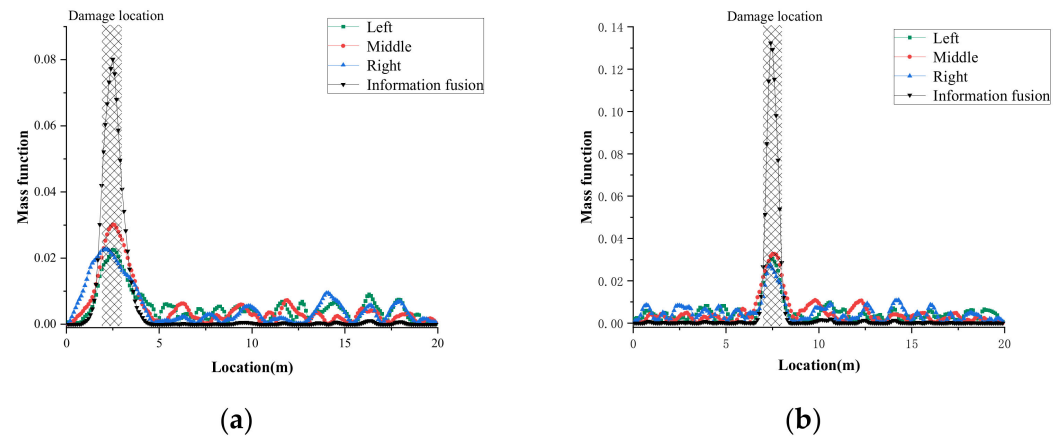 Damage location
Left
Middle
Right
Information fusion
Mass function
0.08
0.06
0.04
0.02
0.00
0
5
10
15
20
Location(m)
(a)
Damage location
Left
Middle
Right
Information fusion
Mass function
0.14
0.12
0.10
0.08
0.06
0.04
0.02
0.00
0
5
10
15
20
Location(m)
(b)